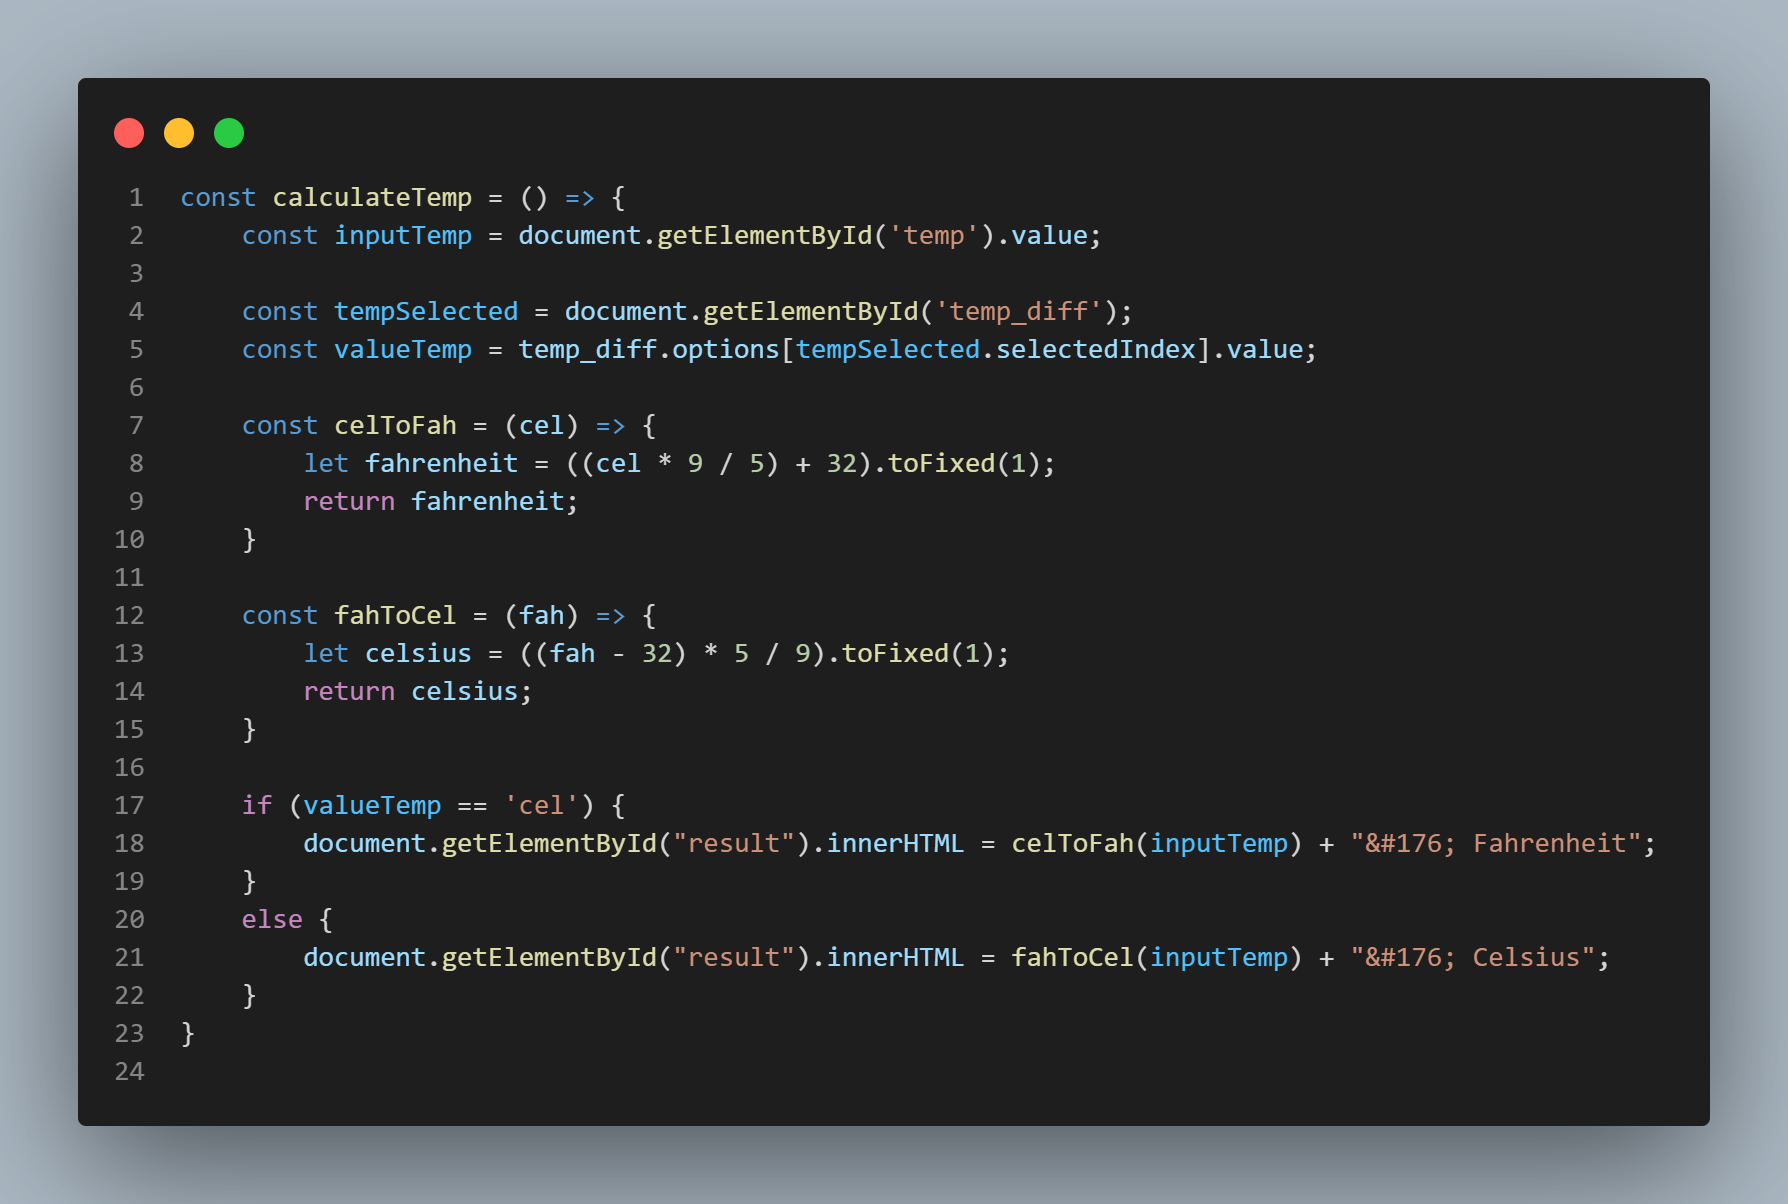 1 const calculateTemp = () => {
2     const inputTemp = document.getElementById('temp').value;
3
4     const tempSelected = document.getElementById('temp_diff');
5     const valueTemp = temp_diff.options[tempSelected.selectedIndex].value;
6
7     const celToFah = (cel) => {
8         let fahrenheit = ((cel * 9 / 5) + 32).toFixed(1);
9         return fahrenheit;
10     }
11
12     const fahToCel = (fah) => {
13         let celsius = ((fah - 32) * 5 / 9).toFixed(1);
14         return celsius;
15     }
16
17     if (valueTemp == 'cel') {
18         document.getElementById("result").innerHTML = celToFah(inputTemp) + "&#176; Fahrenheit";
19     }
20     else {
21         document.getElementById("result").innerHTML = fahToCel(inputTemp) + "&#176; Celsius";
22     }
23 }
24